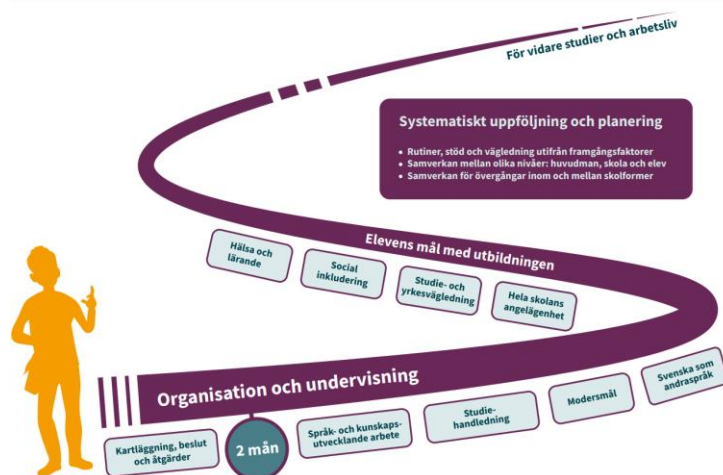 För vidare studier och arbetsliv
Systematiskt uppföljning och planering
• Rutiner, stöd och vägledning utifrån framgångsfaktorer
• Samverkan mellan olika nivåer: huvudman, skola och elev
• Samverkan för övergångar inom och mellan skolformer
Elevens mål med utbildningen
Hälsa och
lärande
Social
inkludering
Studie- och
yrkesvägledning
Hela skolans
angelägenhet
Organisation och undervisning
Kartläggning, beslut
och åtgärder
2 mån
Språk- och kunskaps-
utvecklande arbete
Studie-
handledning
Modersmål
Svenska som
andraspråk